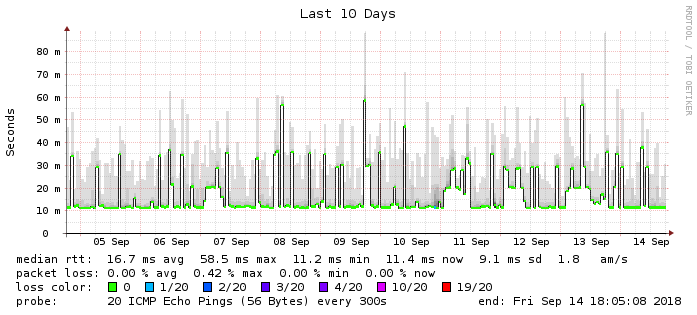 Last 10 Days
RRDTOOL / TOBI OETIKER
Seconds
80 m
70 m
60 m
50 m
40 m
30 m
20 m
10 m
0
05 Sep 06 Sep 07 Sep 08 Sep 09 Sep 10 Sep 11 Sep 12 Sep 13 Sep 14 Sep
median rtt: 16.7 ms avg 58.5 ms max 11.2 ms min 11.4 ms now 9.1 ms sd 1.8 am/s
packet loss: 0.00 % avg 0.42 % max 0.00 % min 0.00 % now
loss color: 0 1/20 2/20 3/20 4/20 10/20 19/20
probe: 20 ICMP Echo Pings (56 Bytes) every 300s end: Fri Sep 14 18:05:08 2018